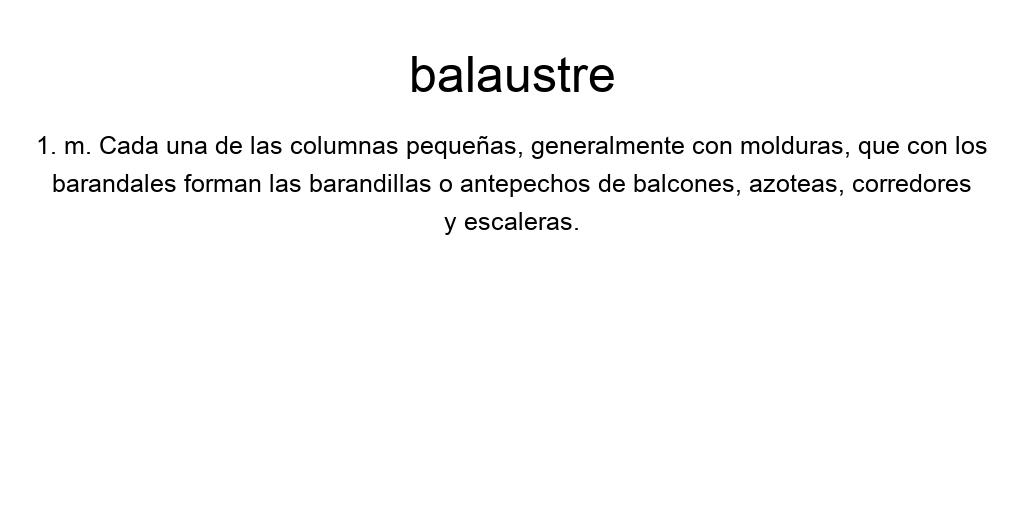 balaustre
1. m. Cada una de las columnas pequeñas, generalmente con molduras, que con los
barandales forman las barandillas o antepechos de balcones, azoteas, corredores
y escaleras.